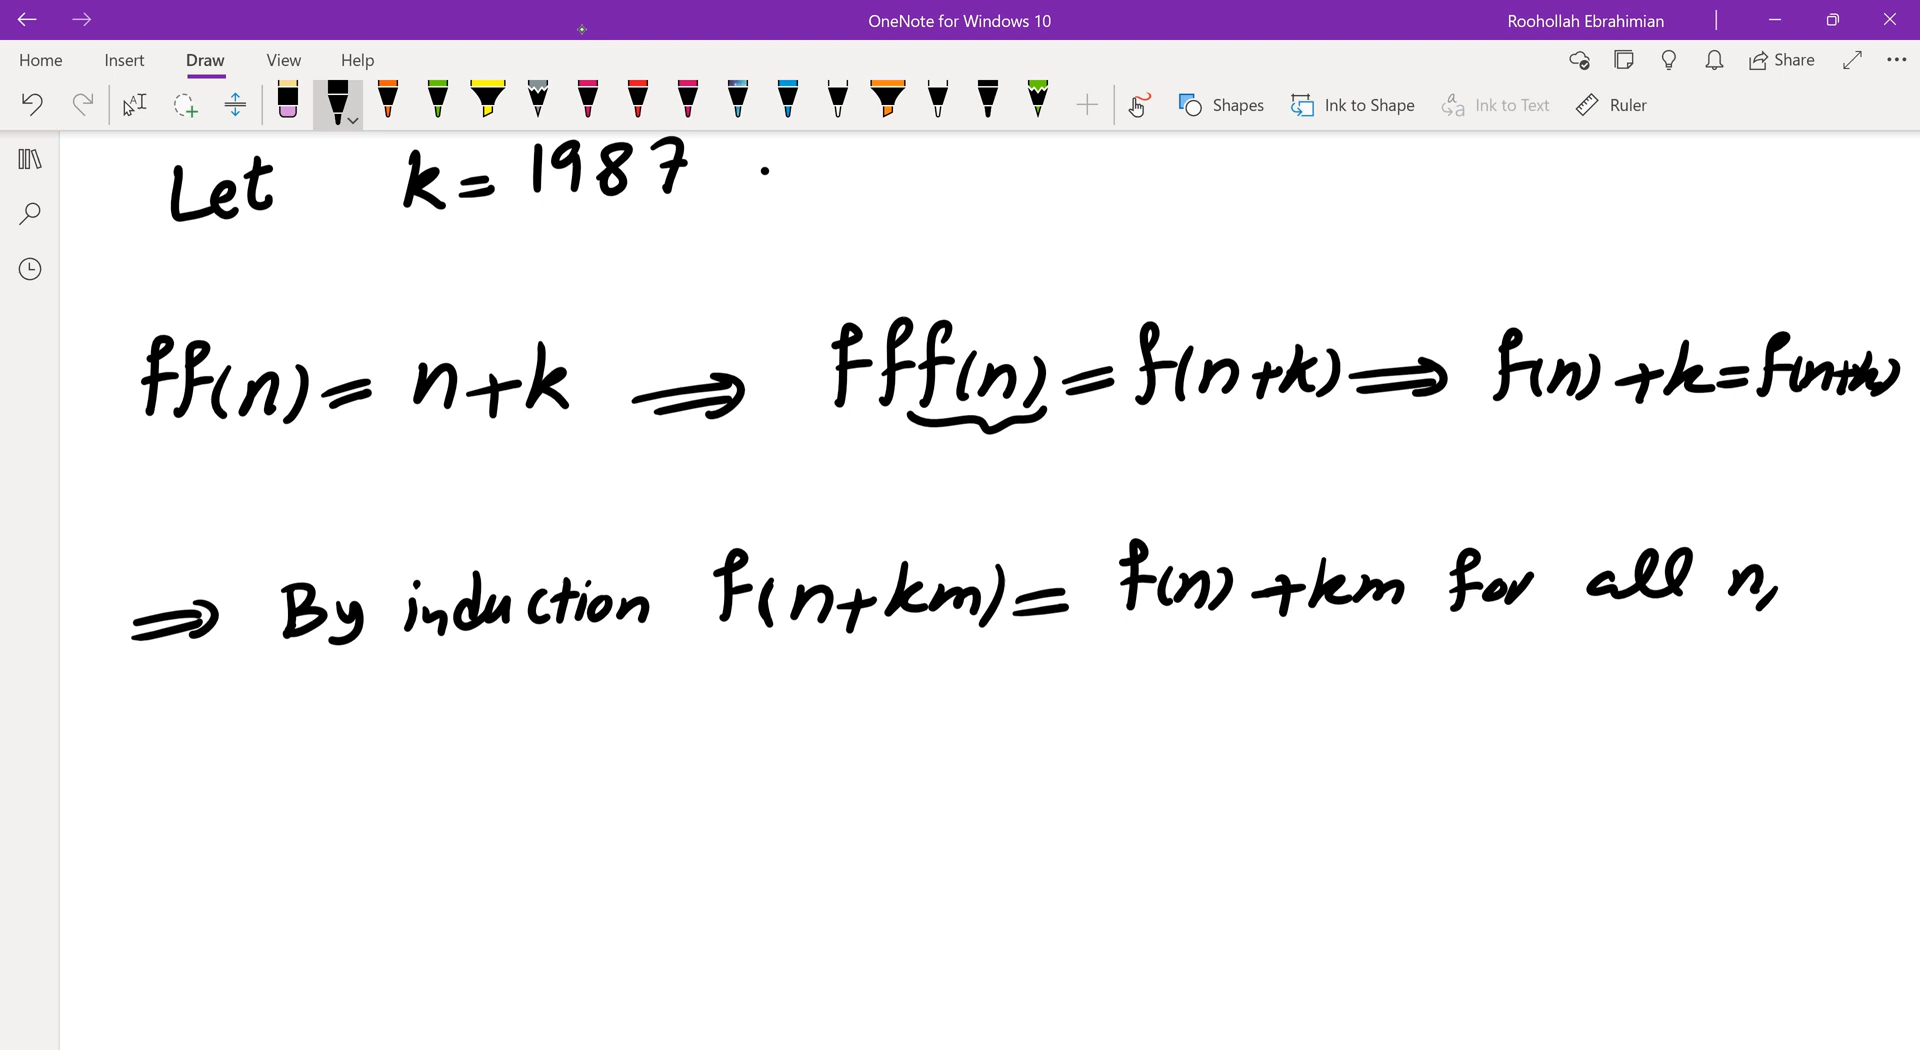 OneNote for Windows 10
Roohollah Ebrahimian
Home Insert Draw View Help
Share
Shapes Ink to Shape Ink to Text Ruler
Let k = 1987 .
ff(n) = n+k ⟹ fff(n) = f(n+k) ⟹ f(n)+k = f(n+k)
⟹ By induction f(n+km) = f(n)+km for all n,